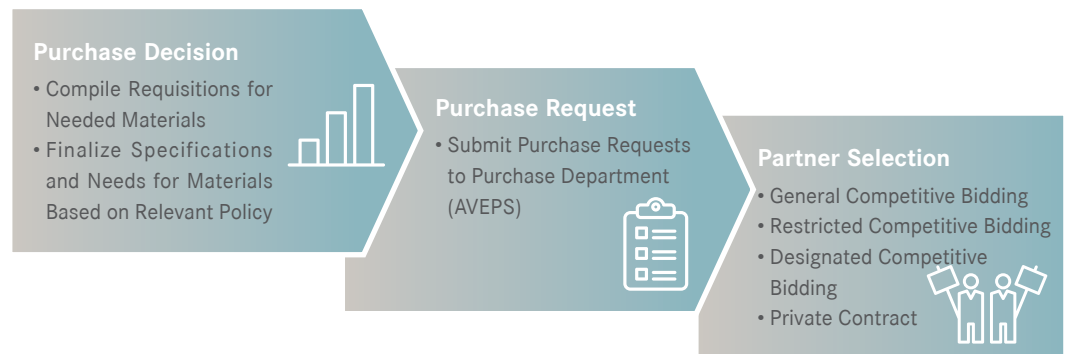 Purchase Decision
• Compile Requisitions for
Needed Materials
• Finalize Specifications
and Needs for Materials
Based on Relevant Policy
Purchase Request
• Submit Purchase Requests
to Purchase Department
(AVEPS)
Partner Selection
• General Competitive Bidding
• Restricted Competitive Bidding
• Designated Competitive
Bidding
• Private Contract